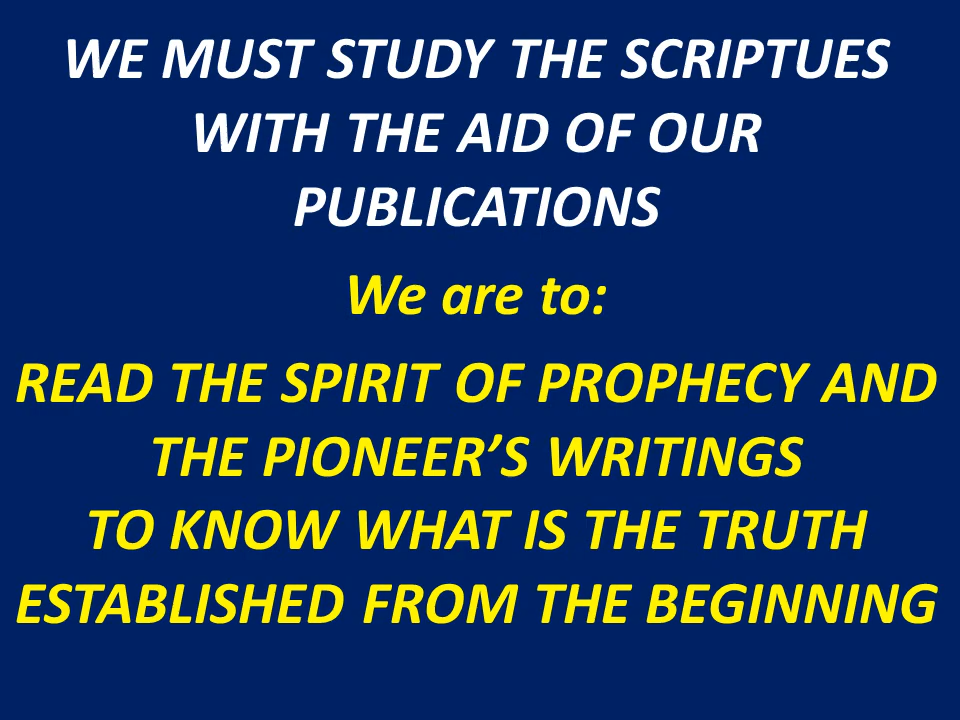 WE MUST STUDY THE SCRIPTUES
WITH THE AID OF OUR
PUBLICATIONS
We are to:
READ THE SPIRIT OF PROPHECY AND
THE PIONEER’S WRITINGS
TO KNOW WHAT IS THE TRUTH
ESTABLISHED FROM THE BEGINNING